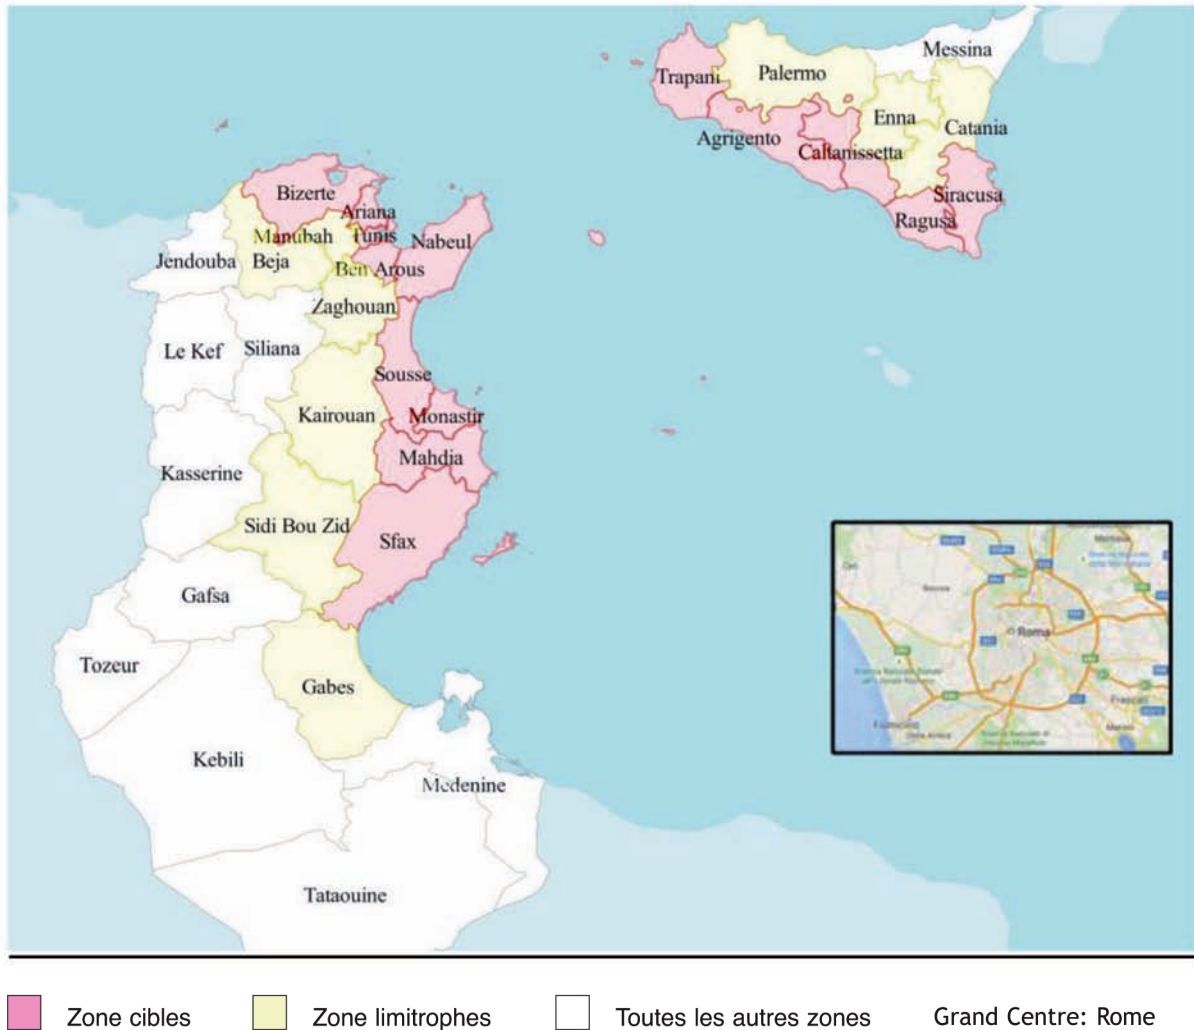 Messina
Trapani
Palermo
Enna
Agrigento
Catania
Caltanissetta
Siracusa
Ragusa
Bizerte
Ariana
Manubah
Tunis
Nabeul
Jendouba
Beja
Ben Arous
Zaghouan
Le Kef
Siliana
Sousse
Kairouan
Monastir
Mahdia
Kasserine
Sidi Bou Zid
Sfax
Gafsa
Roma
Tozeur
Gabes
Frascati
Fiumicino
Kebili
Medenine
Tataouine
Zone cibles
Zone limitrophes
Toutes les autres zones
Grand Centre: Rome